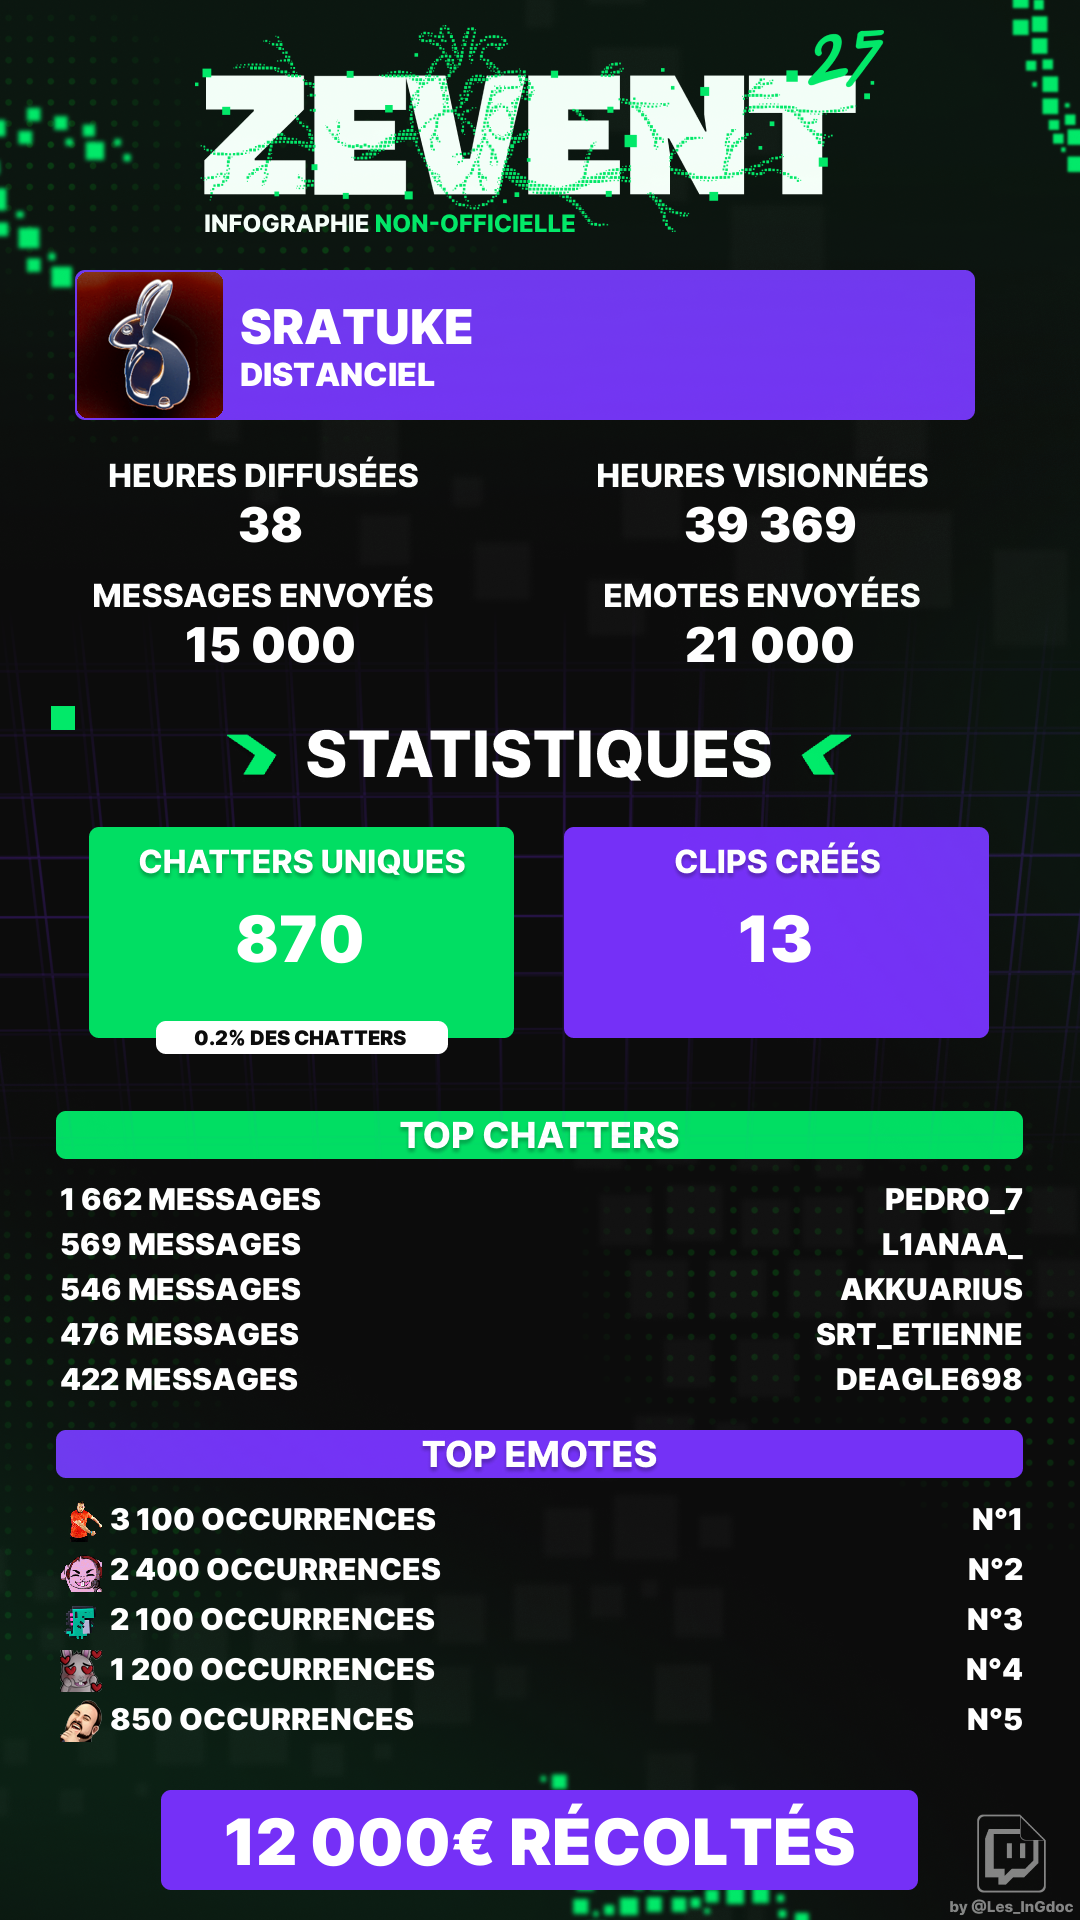 ZEVENT 25
INFOGRAPHIE NON-OFFICIELLE
SRATUKE
DISTANCIEL
HEURES DIFFUSÉES
38
HEURES VISIONNÉES
39 369
MESSAGES ENVOYÉS
15 000
EMOTES ENVOYÉES
21 000
STATISTIQUES
CHATTERS UNIQUES
870
0.2% DES CHATTERS
CLIPS CRÉÉS
13
TOP CHATTERS
1 662 MESSAGES PEDRO_7
569 MESSAGES L1ANAA_
546 MESSAGES AKKUARIUS
476 MESSAGES SRT_ETIENNE
422 MESSAGES DEAGLE698
TOP EMOTES
3 100 OCCURRENCES N°1
2 400 OCCURRENCES N°2
2 100 OCCURRENCES N°3
1 200 OCCURRENCES N°4
850 OCCURRENCES N°5
12 000€ RÉCOLTÉS
by @Les_InGdoc